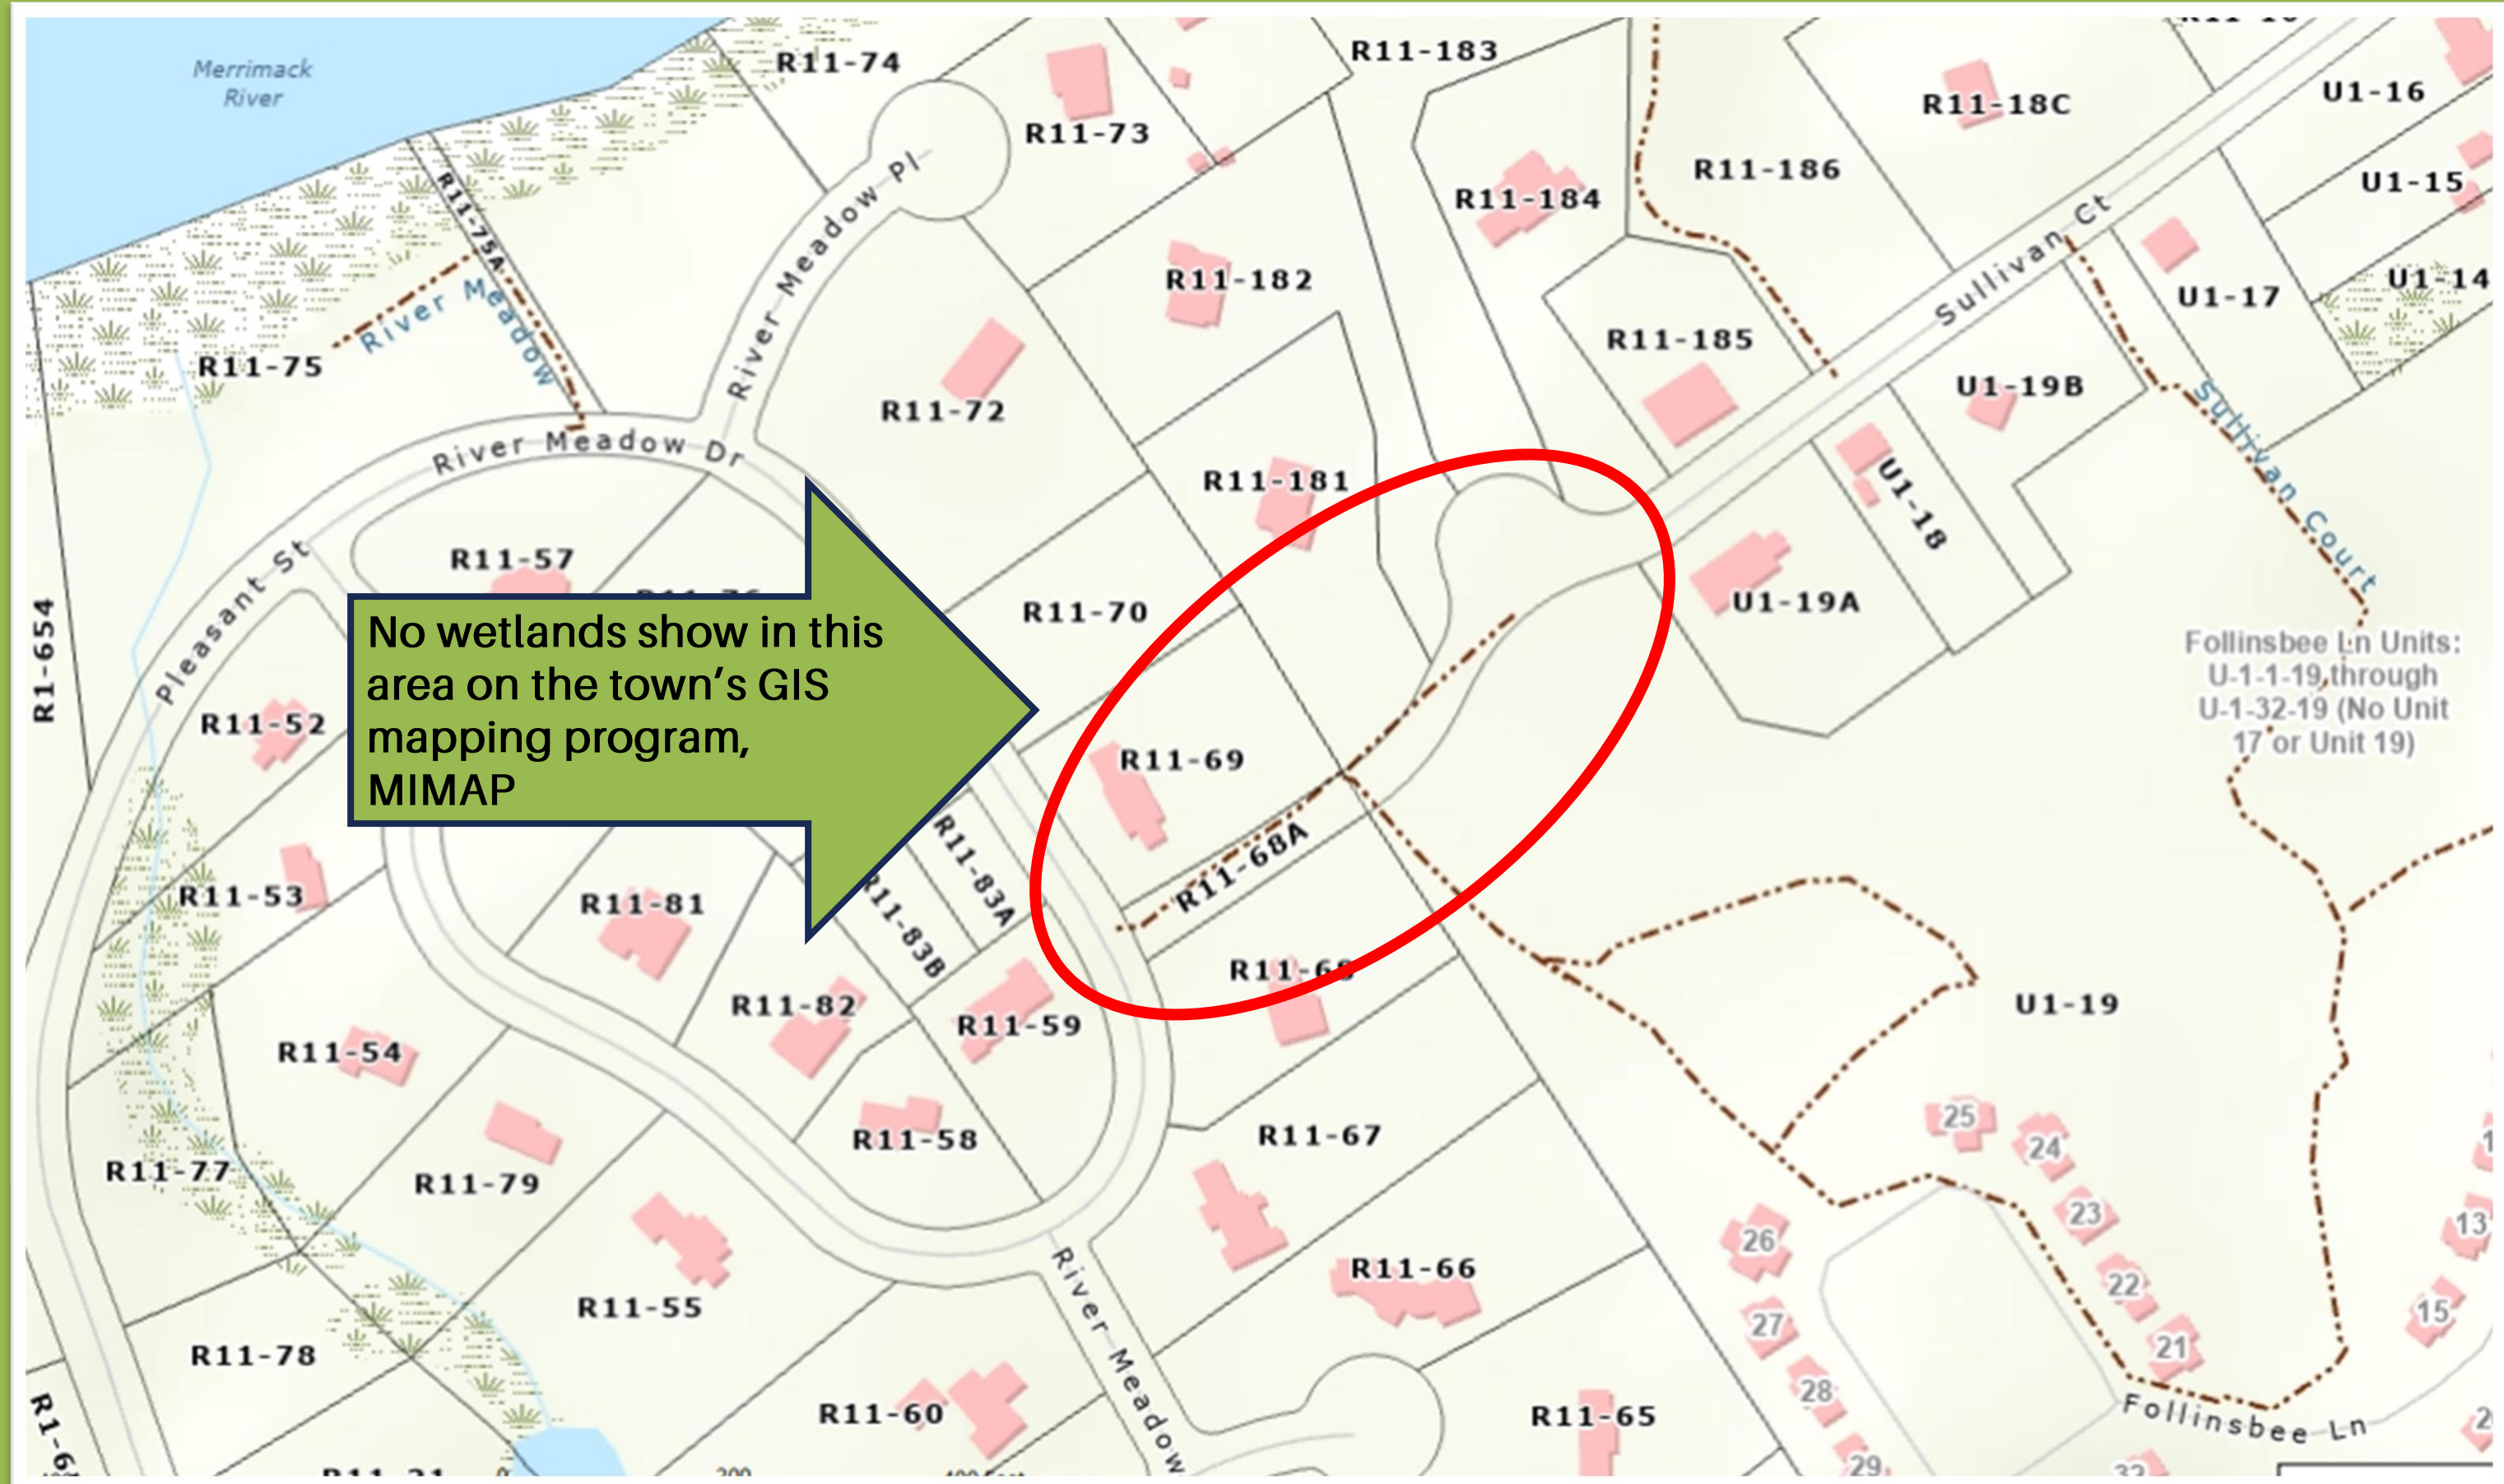 Merrimack
River
R11-74
R11-183
R11-73
R11-18C
U1-16
R11-186
U1-15
R11-184
R11-75A
River Meadow Pl
R11-182
Sullivan Ct
U1-17
U1-14
River Meadow
R11-75
R11-185
U1-19B
R11-72
River Meadow Dr
R11-181
U1-18
Sullivan Court
Pleasant St
R11-57
R11-70
U1-19A
R1-654
No wetlands show in this
area on the town's GIS
mapping program,
MIMAP
Follinsbee Ln Units:
U-1-1-19 through
U-1-32-19 (No Unit
17 or Unit 19)
R11-52
R11-69
R11-68A
R11-83A
R11-83B
R11-53
R11-81
R11-68
R11-82
R11-59
U1-19
R11-54
R11-58
R11-67
25
24
R11-77
R11-79
23
26
13
R11-66
22
R11-55
27
15
21
R11-78
River Meadow
28
R11-60
R11-65
Follinsbee Ln
29